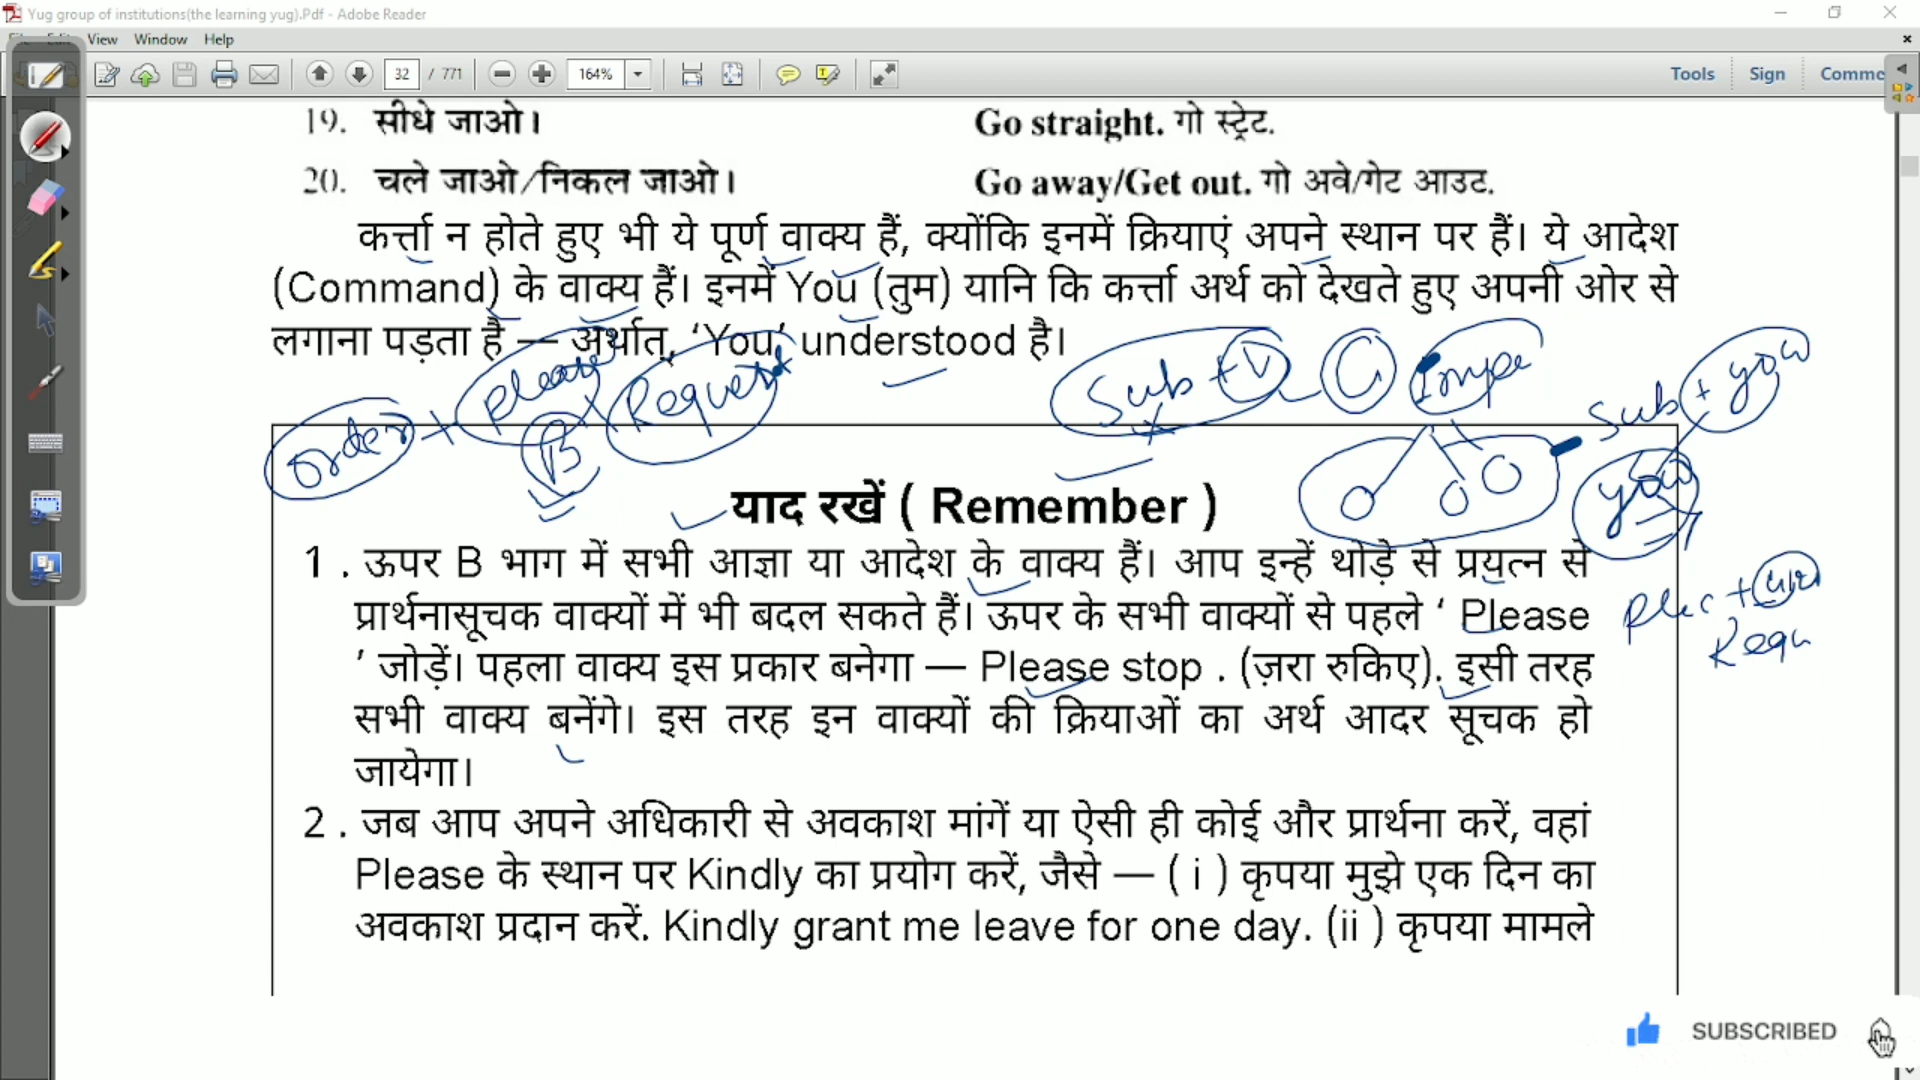 Yug group of institutions(the learning yug).Pdf - Adobe Reader
View Window Help
32 / 771 164% Tools Sign Comme
19. सीधे जाओ। Go straight. गो स्ट्रेट.
20. चले जाओ/निकल जाओ। Go away/Get out. गो अवे/गेट आउट.
कर्त्ता न होते हुए भी ये पूर्ण वाक्य हैं, क्योंकि इनमें क्रियाएं अपने स्थान पर हैं। ये आदेश
(Command) के वाक्य हैं। इनमें You (तुम) यानि कि कर्त्ता अर्थ को देखते हुए अपनी ओर से
लगाना पड़ता है — अर्थात्, ‘You’ understood है।
order + please Request Sub + V Impe Sub + you
B you
याद रखें ( Remember )
1 . ऊपर B भाग में सभी आज्ञा या आदेश के वाक्य हैं। आप इन्हें थोड़े से प्रयत्न से
प्रार्थनासूचक वाक्यों में भी बदल सकते हैं। ऊपर के सभी वाक्यों से पहले ‘ Please
’ जोड़ें। पहला वाक्य इस प्रकार बनेगा — Please stop . (ज़रा रुकिए). इसी तरह
सभी वाक्य बनेंगे। इस तरह इन वाक्यों की क्रियाओं का अर्थ आदर सूचक हो
जायेगा।
2 . जब आप अपने अधिकारी से अवकाश मांगें या ऐसी ही कोई और प्रार्थना करें, वहां
Please के स्थान पर Kindly का प्रयोग करें, जैसे — ( i ) कृपया मुझे एक दिन का
अवकाश प्रदान करें. Kindly grant me leave for one day. (ii ) कृपया मामले
SUBSCRIBED